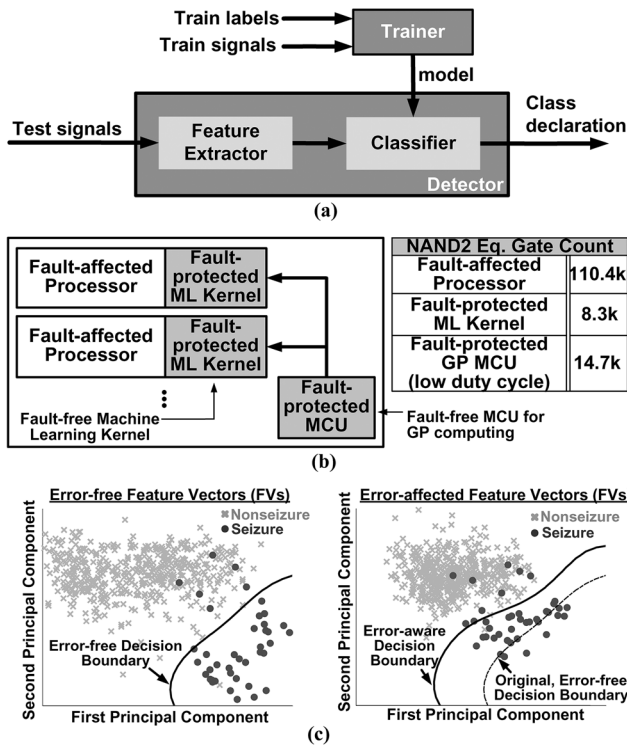 Train labels
Train signals
Trainer
model
Test signals
Feature
Extractor
Classifier
Class
declaration
Detector
(a)
Fault-affected
Processor
Fault-
protected
ML Kernel
Fault-affected
Processor
Fault-
protected
ML Kernel
Fault-free Machine
Learning Kernel
Fault-
protected
MCU
Fault-free MCU for
GP computing
NAND2 Eq. Gate Count
Fault-affected
Processor
110.4k
Fault-protected
ML Kernel
8.3k
Fault-protected
GP MCU
(low duty cycle)
14.7k
(b)
Error-free Feature Vectors (FVs)
Nonseizure
Seizure
Error-free Decision
Boundary
Second Principal Component
First Principal Component
Error-affected Feature Vectors (FVs
Nonseizure
Seizure
Error-aware
Decision
Boundary
Original, Error-free
Decision Boundary
Second Principal Component
First Principal Component
(c)